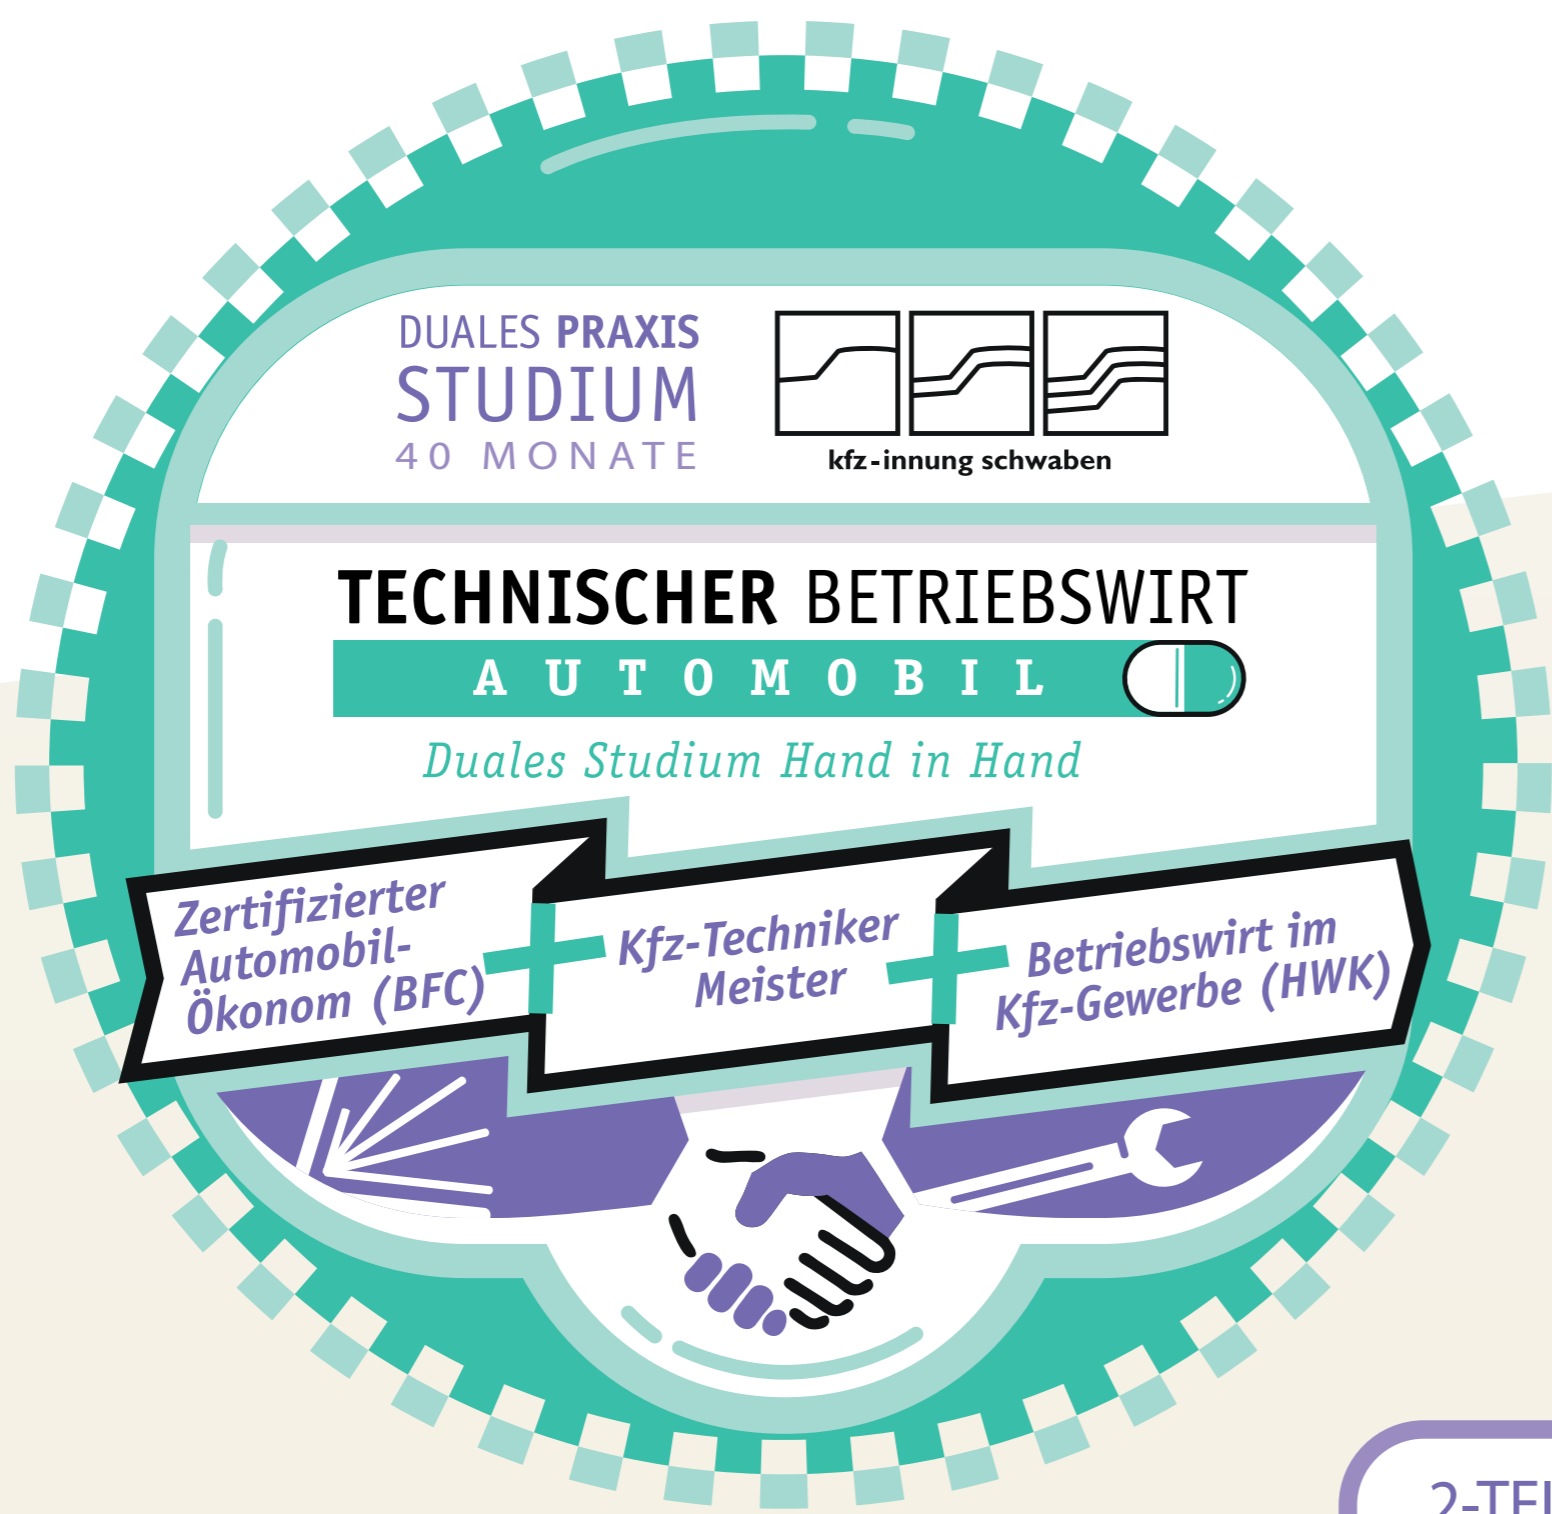 DUALES PRAXIS
STUDIUM
40 MONATE
kfz-innung schwaben
TECHNISCHER BETRIEBSWIRT
AUTOMOBIL
Duales Studium Hand in Hand
Zertifizierter
Automobil-
Ökonom (BFC)
Kfz-Techniker
Meister
Betriebswirt im
Kfz-Gewerbe (HWK)